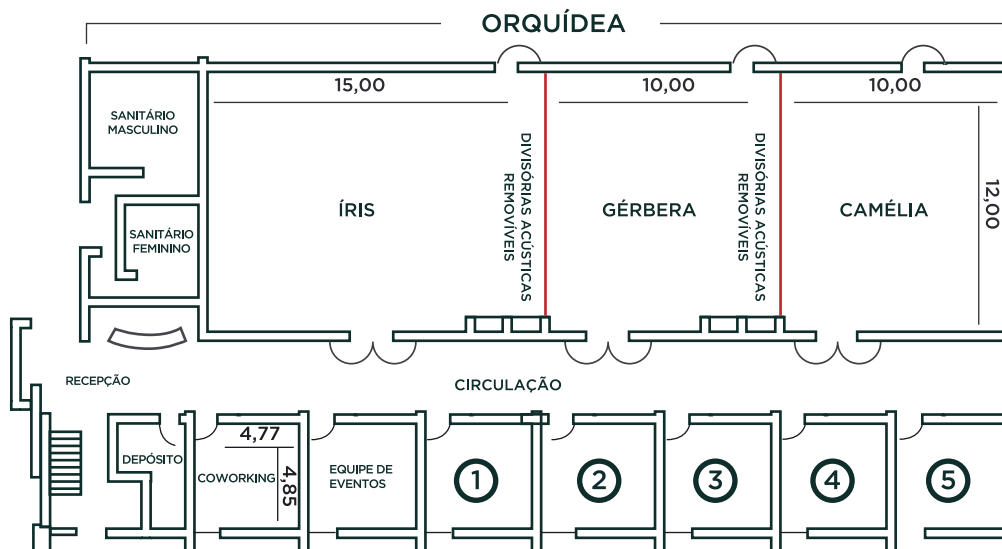 ORQUÍDEA
15,00
10,00
10,00
SANITÁRIO
MASCULINO
DIVISÓRIAS ACÚSTICAS
REMOVÍVEIS
DIVISÓRIAS ACÚSTICAS
REMOVÍVEIS
12,00
ÍRIS
GÉRBERA
CAMÉLIA
SANITÁRIO
FEMININO
RECEPÇÃO
CIRCULAÇÃO
DEPÓSITO
4,77
COWORKING
4,85
EQUIPE DE
EVENTOS
1
2
3
4
5